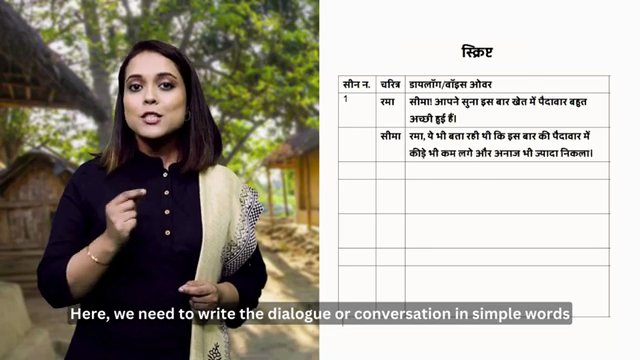 स्क्रिप्ट
सीन न. चरित्र डायलॉग/वॉइस ओवर
1 रमा सीमा! आपने सुना इस बार खेत में पैदावार बहुत
अच्छी हुई हैं।
सीमा रमा, ये भी बता रही थी कि इस बार की पैदावार में
कीड़े भी कम लगे और अनाज भी ज्यादा निकला।
Here, we need to write the dialogue or conversation in simple words